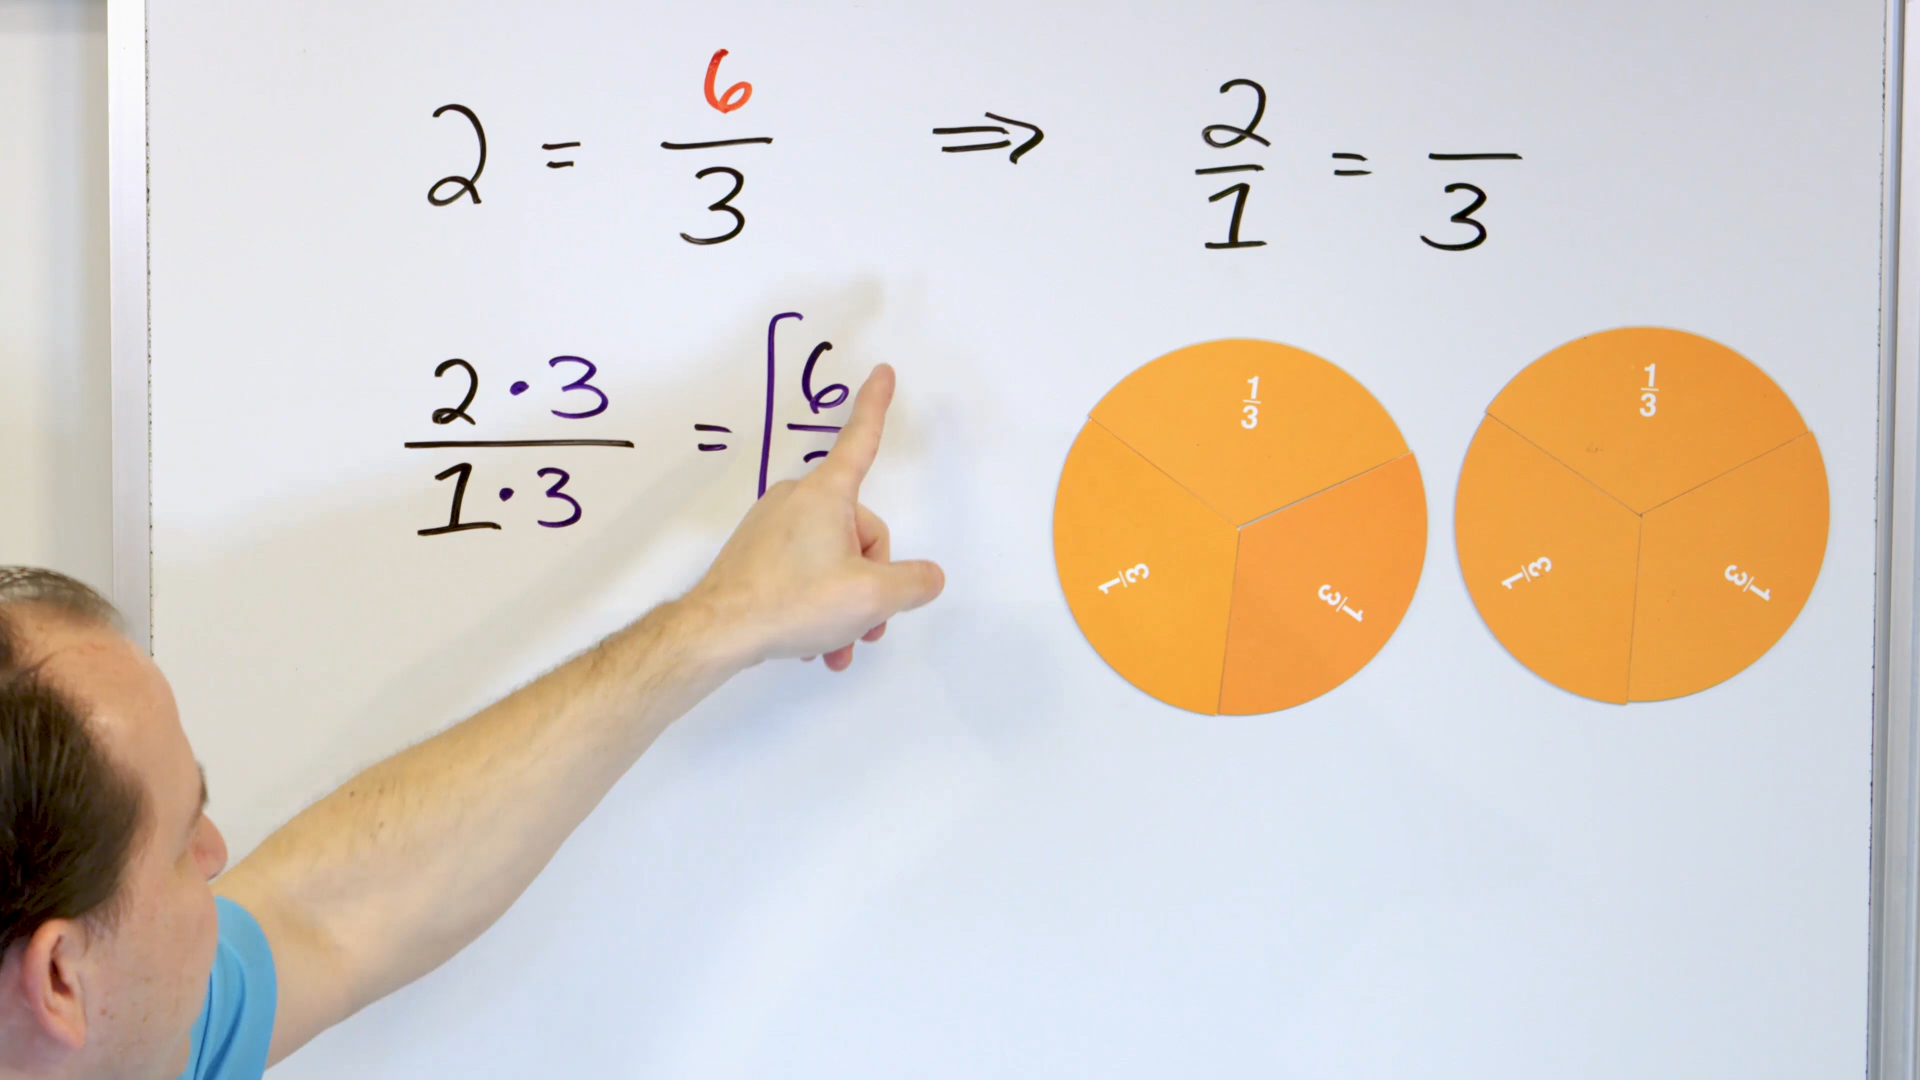 2 = 6/3 ⇒ 2/1 = /3
2·3/1·3 = [6/
1/3 1/3
1/3 1/3 1/3 1/3